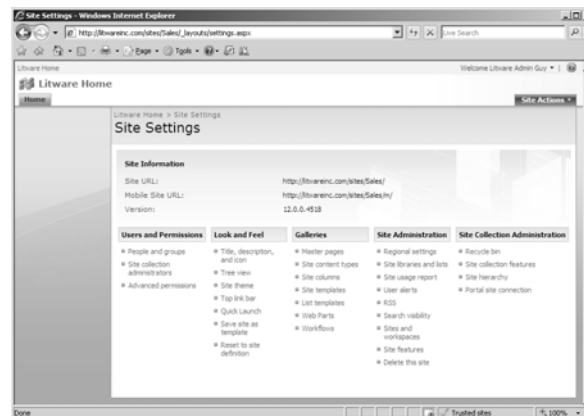 Site Settings - Windows Internet Explorer
http://litwareinc.com/sites/Sales/_layouts/settings.aspx
Live Search
Page
Tools
Litware Home
Welcome Litware Admin Guy
Litware Home
Home
Site Actions
Litware Home > Site Settings
Site Settings
Site Information
Site URL: http://litwareinc.com/sites/Sales/
Mobile Site URL: http://litwareinc.com/sites/Sales/m/
Version: 12.0.0.4518
Users and Permissions
People and groups
Site collection
administrators
Advanced permissions
Look and Feel
Title, description,
and icon
Tree view
Site theme
Top link bar
Quick Launch
Save site as
template
Reset to site
definition
Galleries
Master pages
Site content types
Site columns
Site templates
List templates
Web Parts
Workflows
Site Administration
Regional settings
Site libraries and lists
Site usage report
User alerts
RSS
Search visibility
Sites and
workspaces
Site features
Delete this site
Site Collection Administration
Recycle bin
Site collection features
Site hierarchy
Portal site connection
Done
Trusted sites
100%